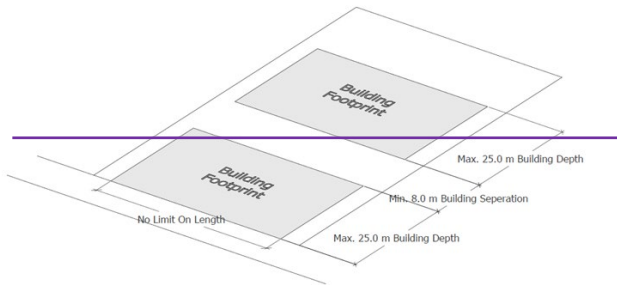 Building
Footprint
Max. 25.0 m Building Depth
Building
Footprint
Min. 8.0 m Building Seperation
No Limit On Length
Max. 25.0 m Building Depth